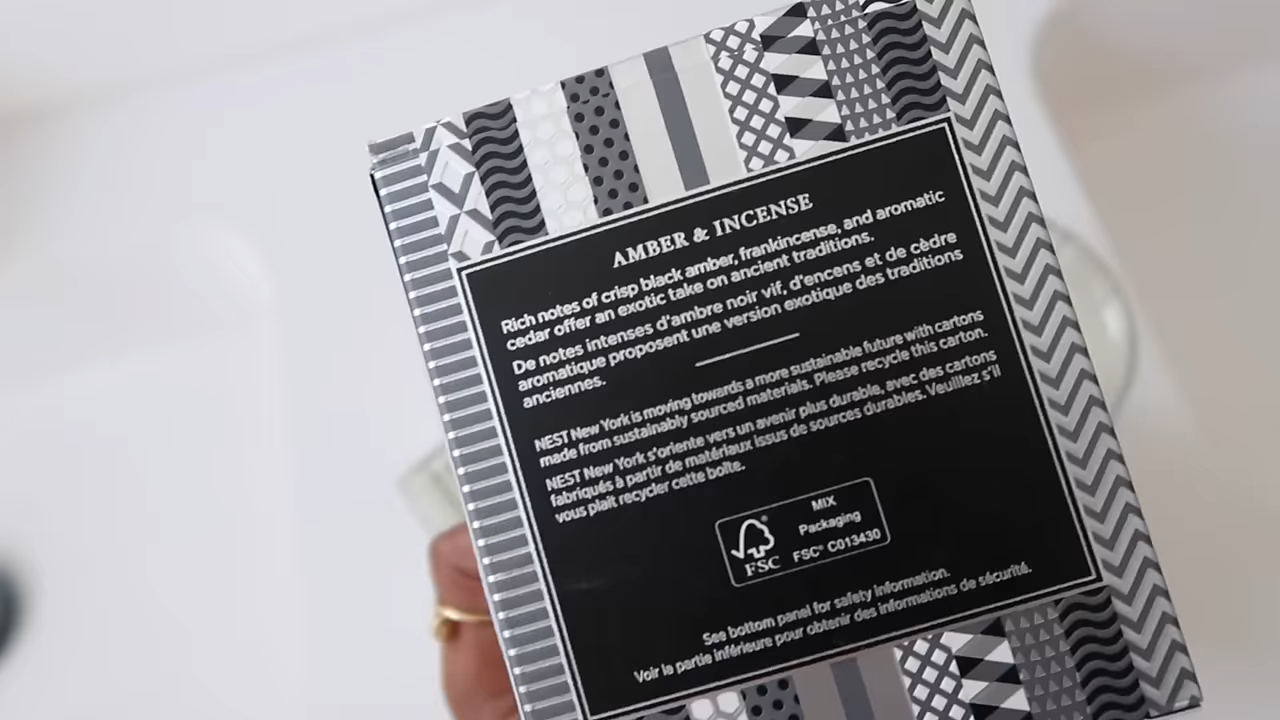 AMBER & INCENSE
Rich notes of crisp black amber, frankincense, and aromatic
cedar offer an exotic take on ancient traditions.
De notes intenses d'ambre noir vif, d'encens et de cèdre
aromatique proposent une version exotique des traditions
anciennes.
NEST New York is moving towards a more sustainable future with cartons
made from sustainably sourced materials. Please recycle this carton.
NEST New York s'oriente vers un avenir plus durable, avec des cartons
fabriqués à partir de matériaux issus de sources durables. Veuillez s'il
vous plait recycler cette boîte.
FSC®
MIX
Packaging
FSC® C013430
See bottom panel for safety information.
Voir la partie inférieure pour obtenir des informations de sécurité.